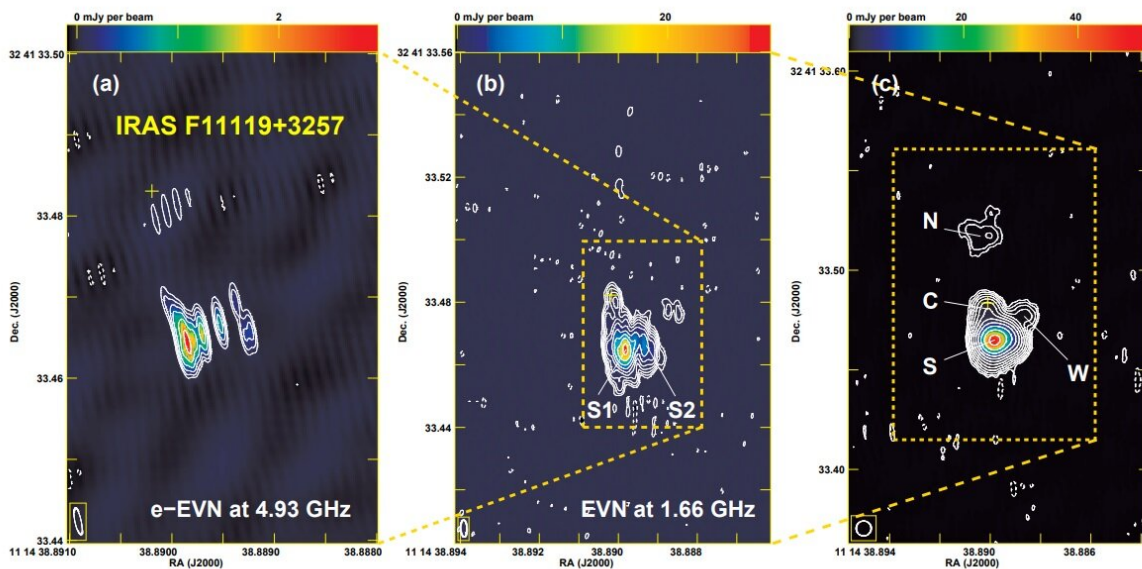 0 mJy per beam 2
(a)
IRAS F11119+3257
32 41 33.50
33.48
33.46
33.44
Dec. (J2000)
e−EVN at 4.93 GHz
11 14 38.8910 38.8900 38.8890 38.8880
RA (J2000)
0 mJy per beam 20
(b)
32 41 33.56
33.52
33.48
33.44
Dec. (J2000)
S1
S2
EVN at 1.66 GHz
11 14 38.894 38.892 38.890 38.888
RA (J2000)
0 mJy per beam 20 40
(c)
32 41 33.60
33.50
33.40
Dec. (J2000)
N
C
S
W
11 14 38.894 38.890 38.886
RA (J2000)